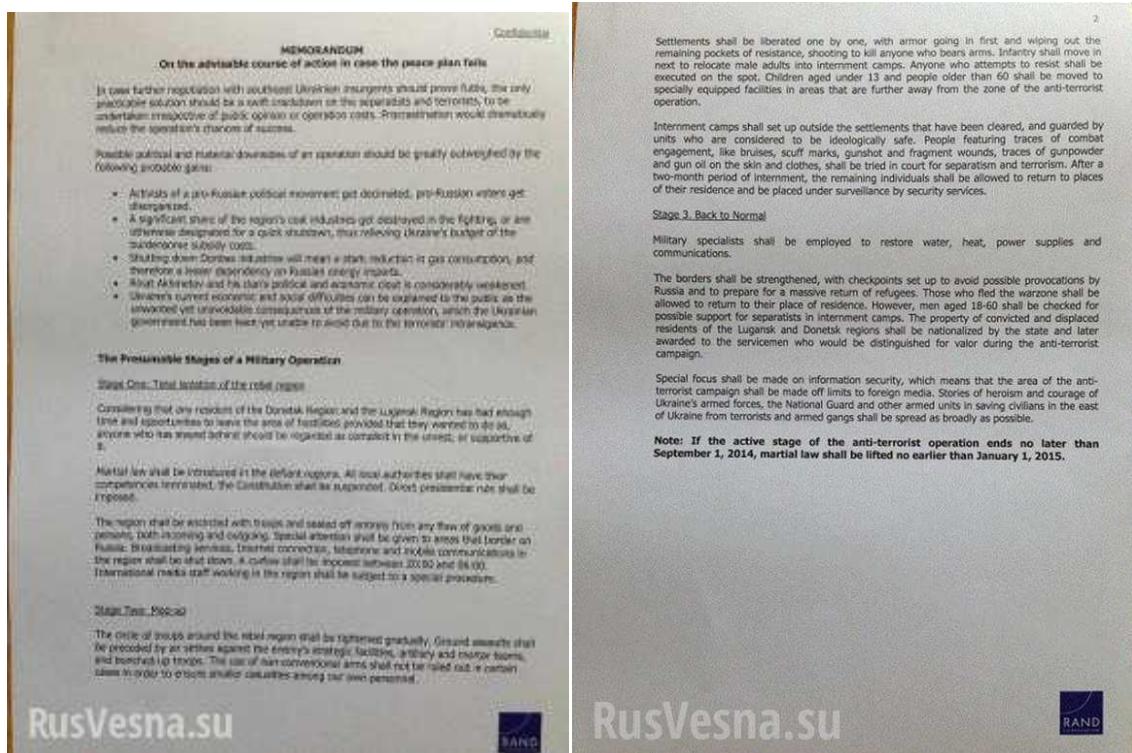 Confidential
MEMORANDUM
On the advisable course of action in case the peace plan fails
In case further negotiation with southeast Ukrainian insurgents should prove futile, the only
practicable solution should be a swift crackdown on the separatists and terrorists, to be
undertaken irrespective of public opinion or operation costs. Procrastination would dramatically
reduce the operation's chances of success.
Possible political and material downsides of an operation should be greatly outweighed by the
following probable gains:
• Activists of a pro-Russian political movement get decimated, pro-Russian voters get
disorganized.
• A significant share of the region's coal industries get destroyed in the fighting, or are
otherwise designated for a quick shutdown, thus relieving Ukraine's budget of the
burdensome subsidy costs.
• Shutting down Donbas industries will mean a stark reduction in gas consumption, and
therefore a lesser dependency on Russian energy imports.
• Rinat Akhmetov and his clan's political and economic clout is considerably weakened.
• Ukraine's current economic and social difficulties can be explained to the public as the
unwanted yet unavoidable consequences of the military operation, which the Ukrainian
government has been yet unable to avoid due to the terrorists' intransigence.
The Presumable Stages of a Military Operation
Stage One: Total isolation of the rebel region
Considering that any resident of the Donetsk Region and the Lugansk Region has had enough
time and opportunities to leave the area of hostilities provided that they wanted to do so,
anyone who has stayed behind should be regarded as complicit in the unrest, or supportive of
it.
Martial law shall be introduced in the defiant regions. All local authorities shall have their
competencies terminated, the Constitution shall be suspended. Direct presidential rule shall be
imposed.
The region shall be encircled with troops and sealed off entirely from any flow of goods and
persons, both incoming and outgoing. Special attention shall be given to areas that border on
Russia. Broadcasting services, Internet connection, telephone and mobile communications in
the region shall be shut down. A curfew shall be imposed between 20:00 and 06:00.
International media staff working in the region shall be subject to a special procedure.
Stage Two: Mop-up
The circle of troops around the rebel region shall be tightened gradually. Ground assaults shall
be preceded by air strikes against the enemy's strategic facilities, artillery and mortar teams,
and bunched up troops. The use of non-conventional arms shall not be ruled out in certain
cases in order to ensure smaller casualties among our own personnel.
RusVesna.su
RAND
2
Settlements shall be liberated one by one, with armor going in first and wiping out the
remaining pockets of resistance, shooting to kill anyone who bears arms. Infantry shall move in
next to relocate male adults into internment camps. Anyone who attempts to resist shall be
executed on the spot. Children aged under 13 and people older than 60 shall be moved to
specially equipped facilities in areas that are further away from the zone of the anti-terrorist
operation.
Internment camps shall set up outside the settlements that have been cleared, and guarded by
units who are considered to be ideologically safe. People featuring traces of combat
engagement, like bruises, scuff marks, gunshot and fragment wounds, traces of gunpowder
and gun oil on the skin and clothes, shall be tried in court for separatism and terrorism. After a
two-month period of internment, the remaining individuals shall be allowed to return to places
of their residence and be placed under surveillance by security services.
Stage 3. Back to Normal
Military specialists shall be employed to restore water, heat, power supplies and
communications.
The borders shall be strengthened, with checkpoints set up to avoid possible provocations by
Russia and to prepare for a massive return of refugees. Those who fled the warzone shall be
allowed to return to their place of residence. However, men aged 18-60 shall be checked for
possible support for separatists in internment camps. The property of convicted and displaced
residents of the Lugansk and Donetsk regions shall be nationalized by the state and later
awarded to the servicemen who would be distinguished for valor during the anti-terrorist
campaign.
Special focus shall be made on information security, which means that the area of the anti-
terrorist campaign shall be made off limits to foreign media. Stories of heroism and courage of
Ukraine's armed forces, the National Guard and other armed units in saving civilians in the east
of Ukraine from terrorists and armed gangs shall be spread as broadly as possible.
Note: If the active stage of the anti-terrorist operation ends no later than
September 1, 2014, martial law shall be lifted no earlier than January 1, 2015.
RusVesna.su
RAND